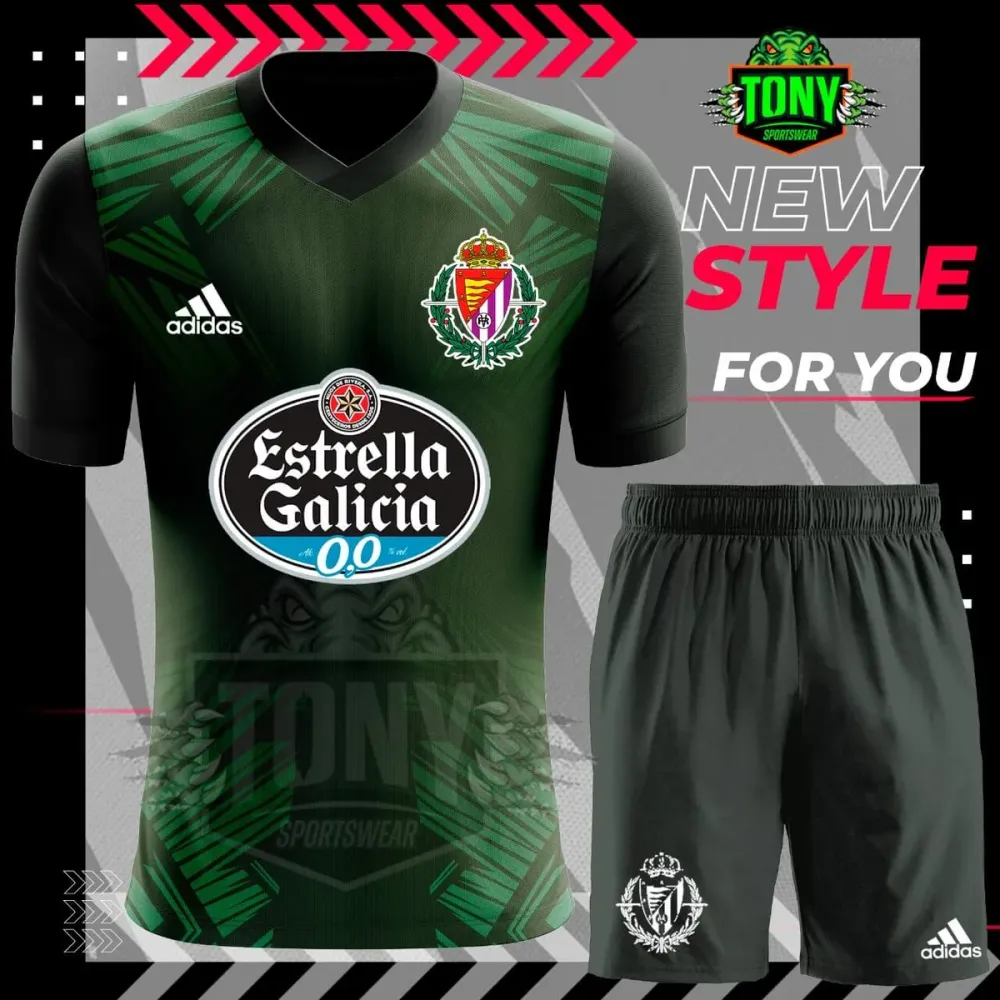 TONY
SPORTSWEAR
NEW
STYLE
FOR YOU
adidas
Estrella
Galicia
0,0
TONY
SPORTSWEAR
adidas